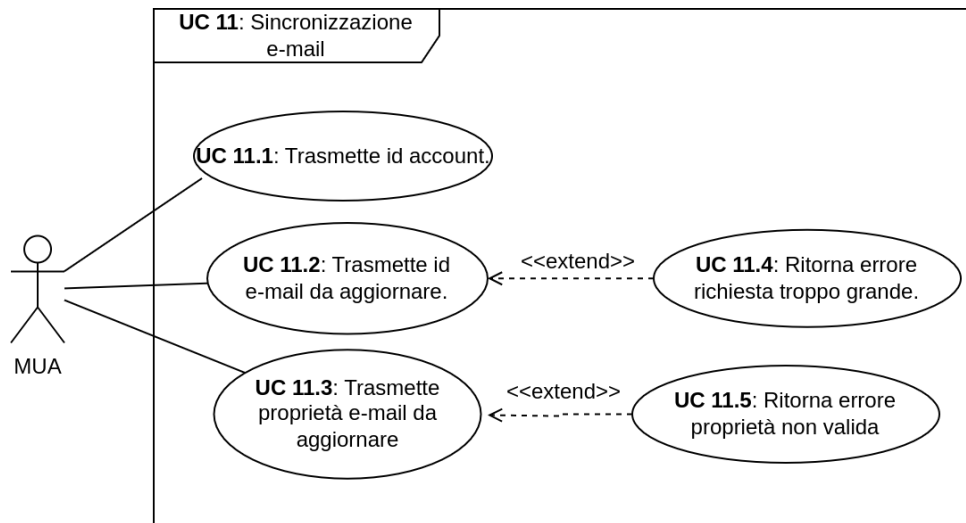 UC 11: Sincronizzazione
e-mail
UC 11.1: Trasmette id account.
UC 11.2: Trasmette id
e-mail da aggiornare.
<<extend>>
UC 11.4: Ritorna errore
richiesta troppo grande.
MUA
UC 11.3: Trasmette
proprietà e-mail da
aggiornare
<<extend>>
UC 11.5: Ritorna errore
proprietà non valida